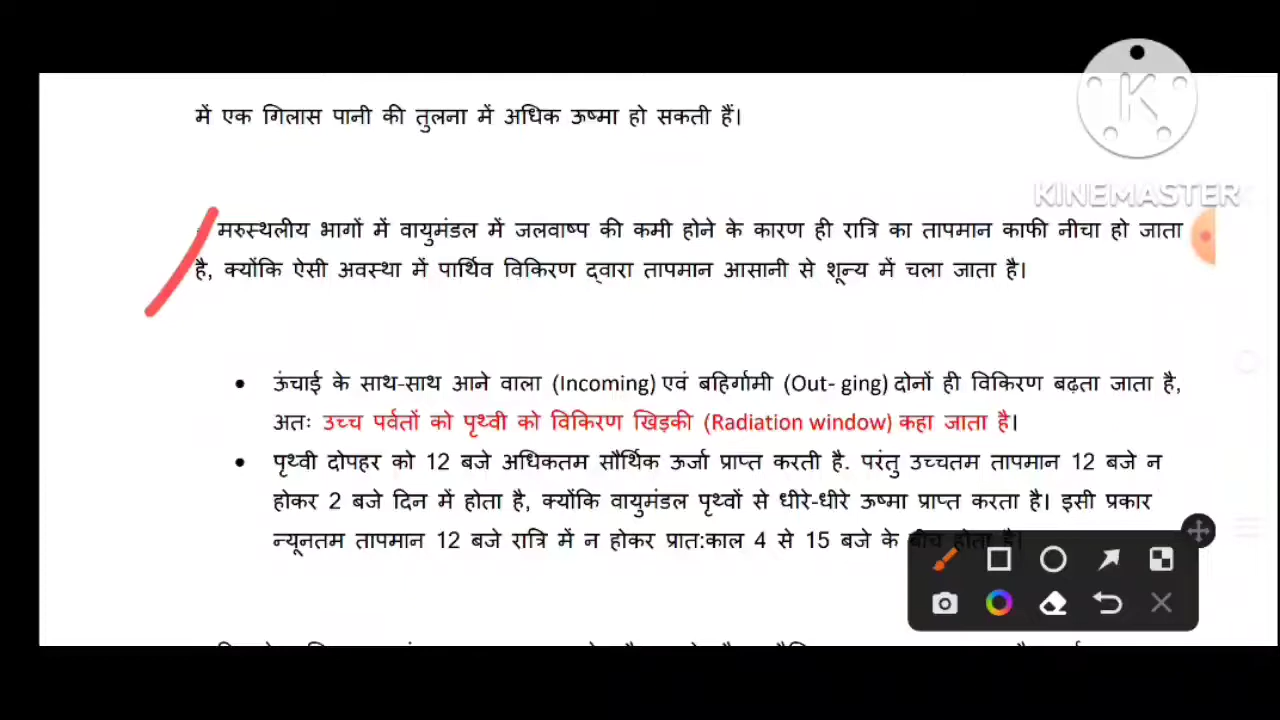 में एक गिलास पानी की तुलना में अधिक ऊष्मा हो सकती हैं।
KINEMASTER
मरुस्थलीय भागों में वायुमंडल में जलवाष्प की कमी होने के कारण ही रात्रि का तापमान काफी नीचा हो जाता
है, क्योंकि ऐसी अवस्था में पार्थिव विकिरण द्वारा तापमान आसानी से शून्य में चला जाता है।
• ऊंचाई के साथ-साथ आने वाला (Incoming) एवं बहिर्गामी (Out- ging) दोनों ही विकिरण बढ़ता जाता है,
अतः उच्च पर्वतों को पृथ्वी को विकिरण खिड़की (Radiation window) कहा जाता है।
• पृथ्वी दोपहर को 12 बजे अधिकतम सौर्थिक ऊर्जा प्राप्त करती है. परंतु उच्चतम तापमान 12 बजे न
होकर 2 बजे दिन में होता है, क्योंकि वायुमंडल पृथ्वों से धीरे-धीरे ऊष्मा प्राप्त करता है। इसी प्रकार
न्यूनतम तापमान 12 बजे रात्रि में न होकर प्रात:काल 4 से 15 बजे के बीच होता है।